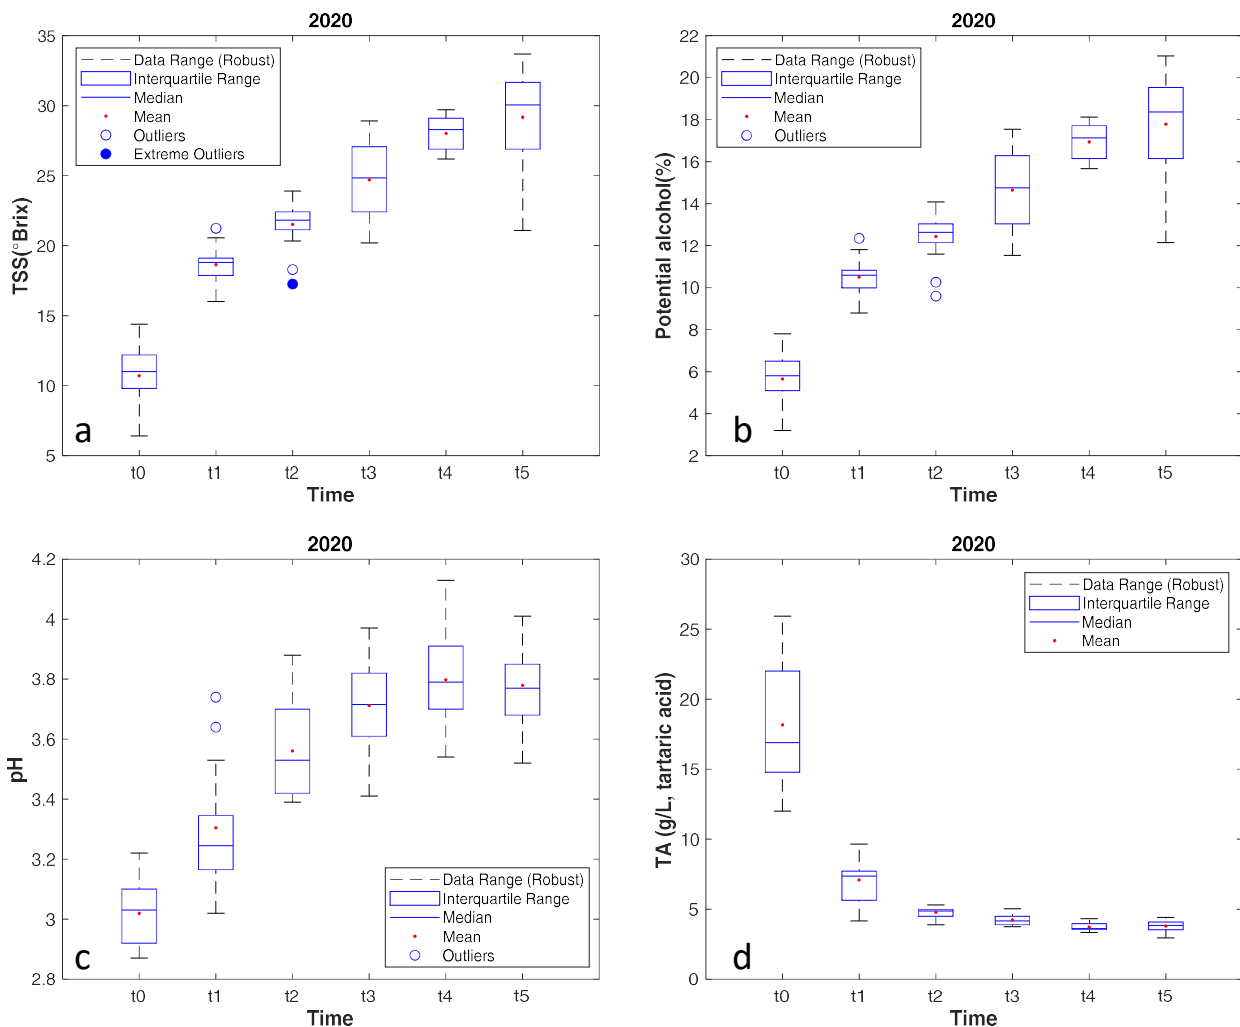 2020
TSS(°Brix)
35
30
25
20
15
10
5
Data Range (Robust)
Interquartile Range
Median
Mean
Outliers
Extreme Outliers
a
t0 t1 t2 t3 t4 t5
Time
2020
Potential alcohol(%)
22
20
18
16
14
12
10
8
6
4
2
Data Range (Robust)
Interquartile Range
Median
Mean
Outliers
b
t0 t1 t2 t3 t4 t5
Time
2020
pH
4.2
4
3.8
3.6
3.4
3.2
3
2.8
Data Range (Robust)
Interquartile Range
Median
Mean
Outliers
c
t0 t1 t2 t3 t4 t5
Time
2020
TA (g/L, tartaric acid)
30
25
20
15
10
5
0
Data Range (Robust)
Interquartile Range
Median
Mean
d
t0 t1 t2 t3 t4 t5
Time